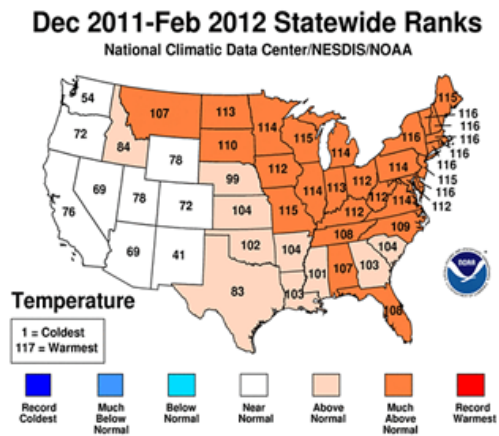 Dec 2011-Feb 2012 Statewide Ranks
National Climatic Data Center/NESDIS/NOAA
54
107
113
114
115
116
116
116
116
115
116
112
72
84
78
110
115
114
116
114
99
112
114
113
112
112
114
76
69
78
72
104
115
112
109
108
69
41
102
104
104
83
103
101
107
103
108
NOAA
Temperature
1 = Coldest
117 = Warmest
Record
Coldest
Much
Below
Normal
Below
Normal
Near
Normal
Above
Normal
Much
Above
Normal
Record
Warmest